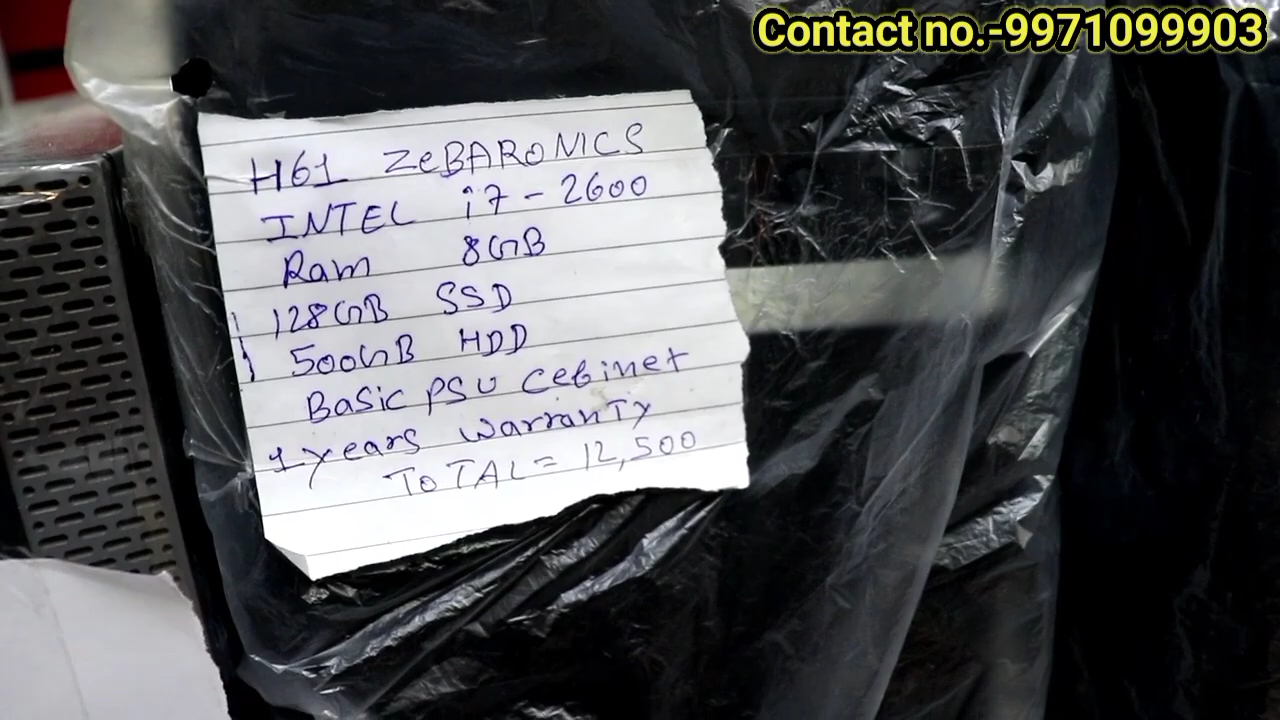 Contact no.-9971099903
H61 ZeBARONICS
INTEL i7-2600
Ram 8GB
128GB SSD
500GB HDD
Basic PSU Cebinet
1 years warranty
TOTAL = 12,500